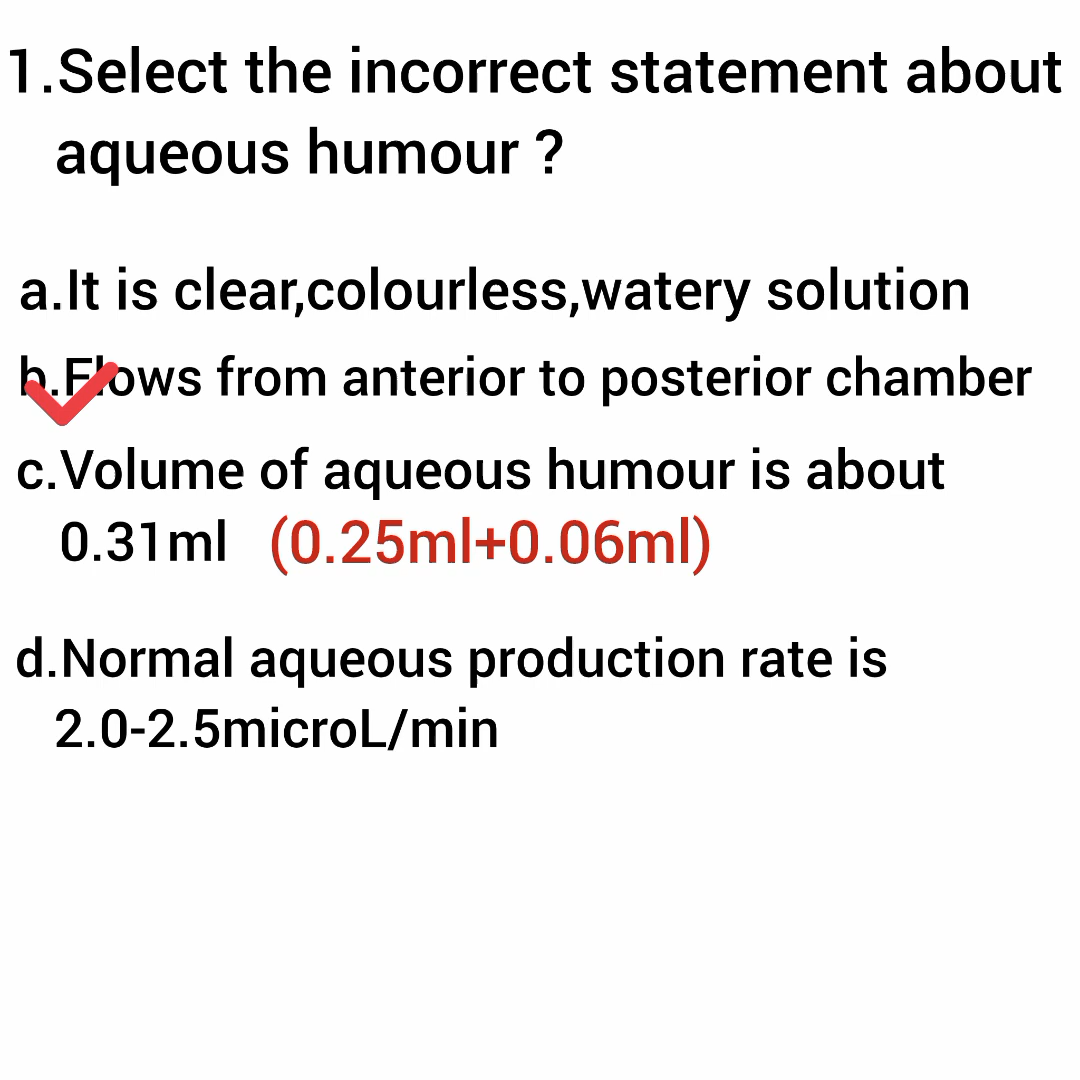 1.Select the incorrect statement about
aqueous humour ?
a.It is clear,colourless,watery solution
b.Flows from anterior to posterior chamber
c.Volume of aqueous humour is about
0.31ml (0.25ml+0.06ml)
d.Normal aqueous production rate is
2.0-2.5microL/min